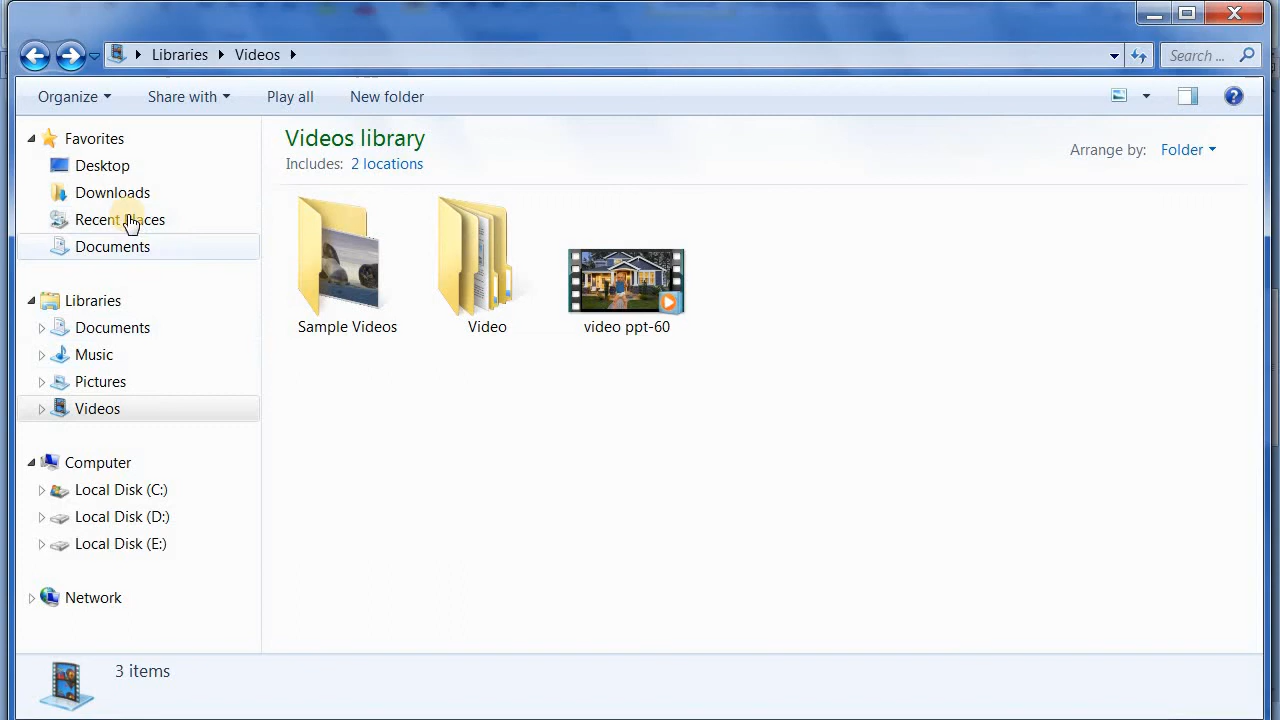 Libraries Videos
Search ...
Organize Share with Play all New folder
Favorites
Desktop
Downloads
Recent Places
Documents
Libraries
Documents
Music
Pictures
Videos
Computer
Local Disk (C:)
Local Disk (D:)
Local Disk (E:)
Network
Videos library
Includes: 2 locations
Arrange by: Folder
Sample Videos
Video
video ppt-60
3 items